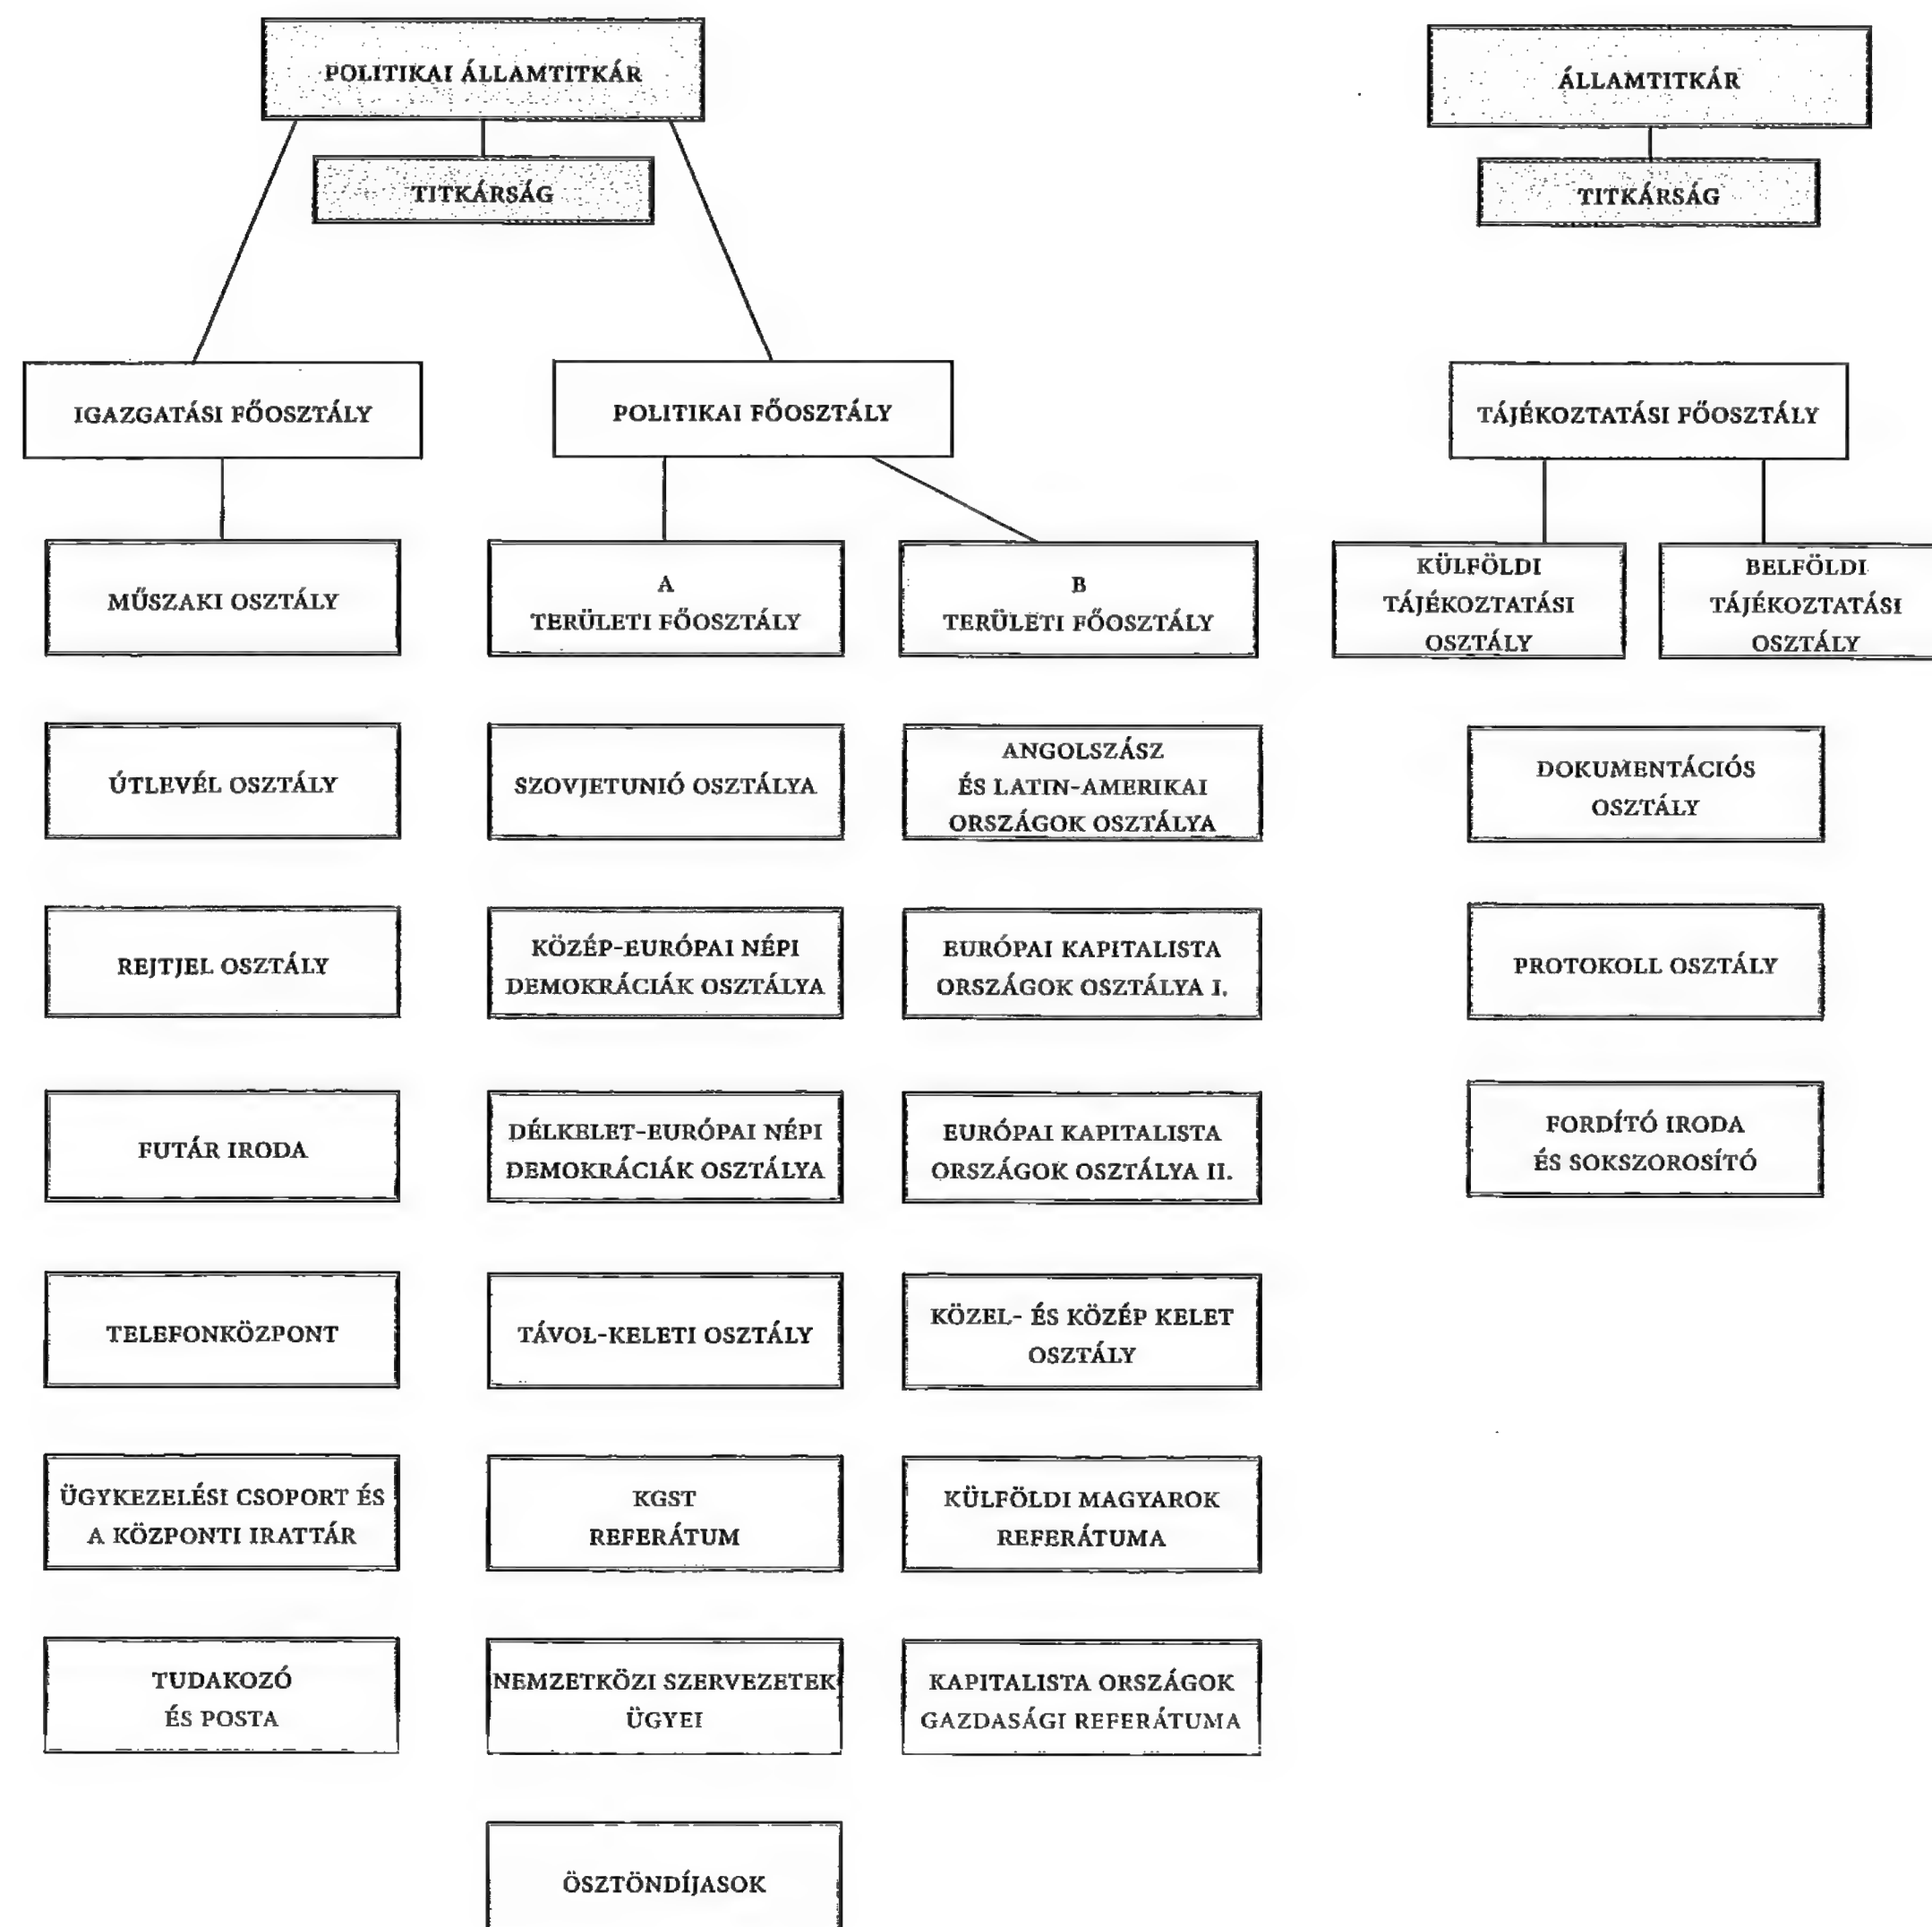 POLITIKAI ÁLLAMTITKÁR
TITKÁRSÁG
ÁLLAMTITKÁR
TITKÁRSÁG
IGAZGATÁSI FŐOSZTÁLY
POLITIKAI FŐOSZTÁLY
TÁJÉKOZTATÁSI FŐOSZTÁLY
MŰSZAKI OSZTÁLY
A
TERÜLETI FŐOSZTÁLY
B
TERÜLETI FŐOSZTÁLY
KÜLFÖLDI
TÁJÉKOZTATÁSI
OSZTÁLY
BELFÖLDI
TÁJÉKOZTATÁSI
OSZTÁLY
ÚTLEVÉL OSZTÁLY
SZOVJETUNIÓ OSZTÁLYA
ANGOLSZÁSZ
ÉS LATIN-AMERIKAI
ORSZÁGOK OSZTÁLYA
DOKUMENTÁCIÓS
OSZTÁLY
REJTJEL OSZTÁLY
KÖZÉP-EURÓPAI NÉPI
DEMOKRÁCIÁK OSZTÁLYA
EURÓPAI KAPITALISTA
ORSZÁGOK OSZTÁLYA I.
PROTOKOLL OSZTÁLY
FUTÁR IRODA
DÉLKELET-EURÓPAI NÉPI
DEMOKRÁCIÁK OSZTÁLYA
EURÓPAI KAPITALISTA
ORSZÁGOK OSZTÁLYA II.
FORDÍTÓ IRODA
ÉS SOKSZOROSÍTÓ
TELEFONKÖZPONT
TÁVOL-KELETI OSZTÁLY
KÖZEL- ÉS KÖZÉP KELET
OSZTÁLY
ÜGYKEZELÉSI CSOPORT ÉS
A KÖZPONTI IRATTÁR
KGST
REFERÁTUM
KÜLFÖLDI MAGYAROK
REFERÁTUMA
TUDAKOZÓ
ÉS POSTA
NEMZETKÖZI SZERVEZETEK
ÜGYEI
KAPITALISTA ORSZÁGOK
GAZDASÁGI REFERÁTUMA
ÖSZTÖNDÍJASOK